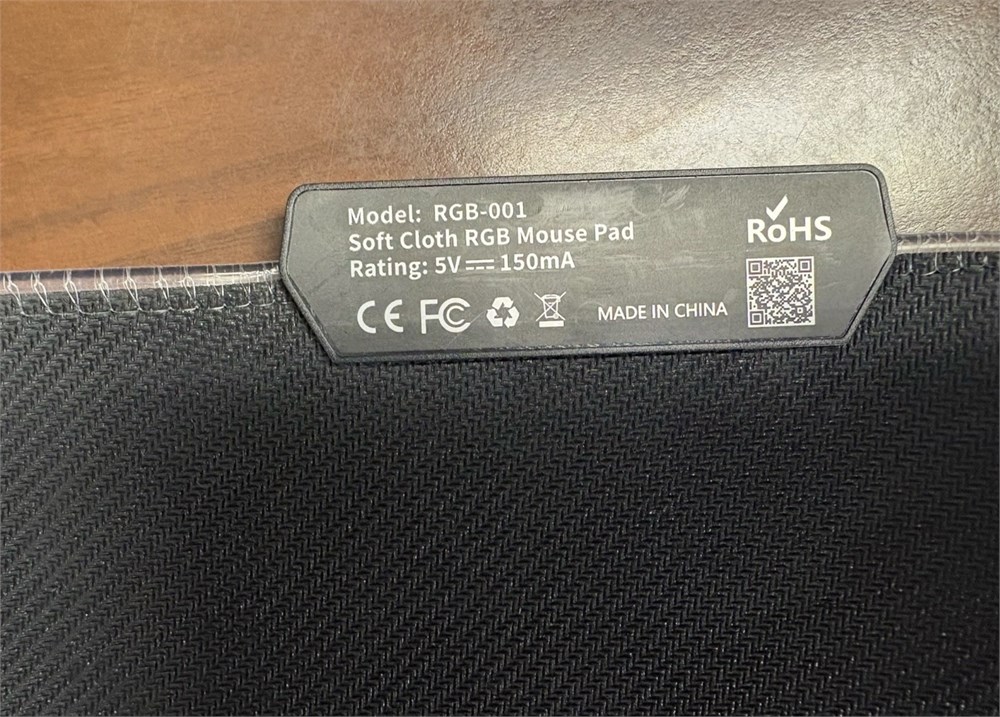 Model: RGB-001
Soft Cloth RGB Mouse Pad
Rating: 5V⎓150mA
CE FC
MADE IN CHINA
RoHS